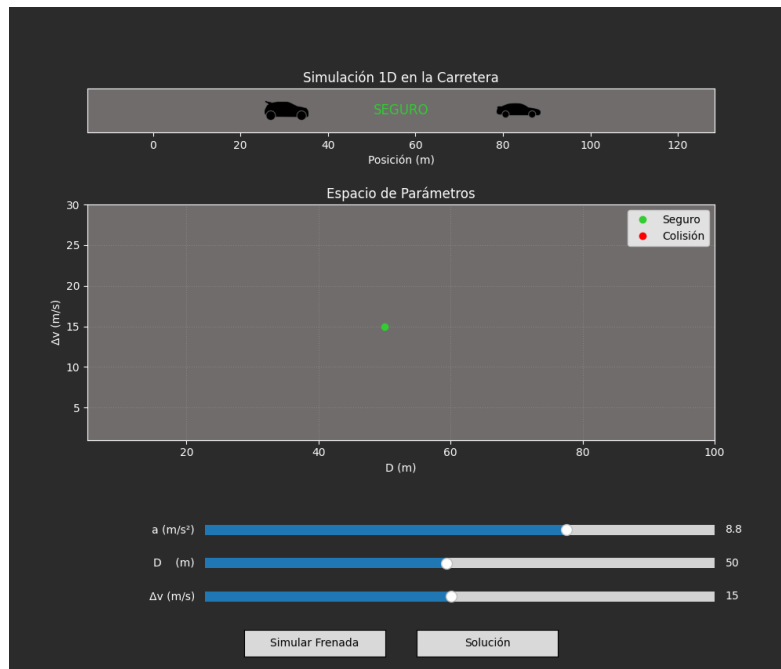 Simulación 1D en la Carretera
SEGURO
0 20 40 60 80 100 120
Posición (m)
Espacio de Parámetros
30
25
20
15
10
5
Δv (m/s)
Seguro
Colisión
20 40 60 80 100
D (m)
a (m/s²) 8.8
D (m) 50
Δv (m/s) 15
Simular Frenada Solución